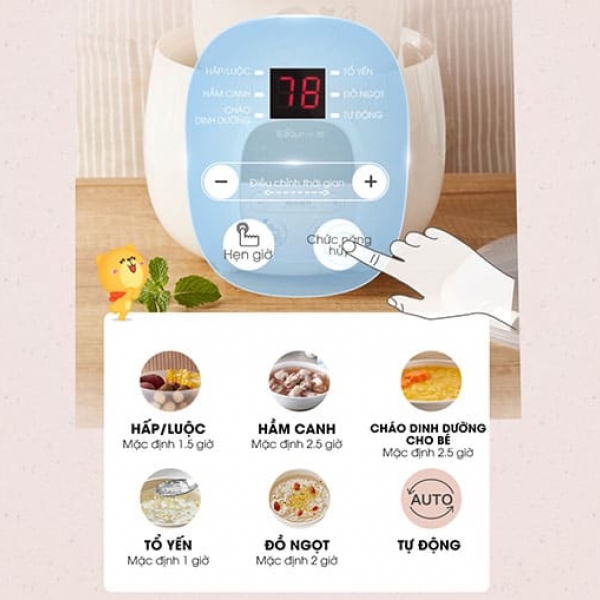 HẤP/LUỘC
TỔ YẾN
78
HẦM CANH
ĐỒ NGỌT
CHÁO
DINH DƯỠNG
TỰ ĐỘNG
Điều chỉnh thời gian
Hẹn giờ
Chức năng
hủy
HẤP/LUỘC
Mặc định 1.5 giờ
HẦM CANH
Mặc định 2.5 giờ
CHÁO DINH DƯỠNG
CHO BÉ
Mặc định 2.5 giờ
TỔ YẾN
Mặc định 1 giờ
ĐỒ NGỌT
Mặc định 2 giờ
AUTO
TỰ ĐỘNG